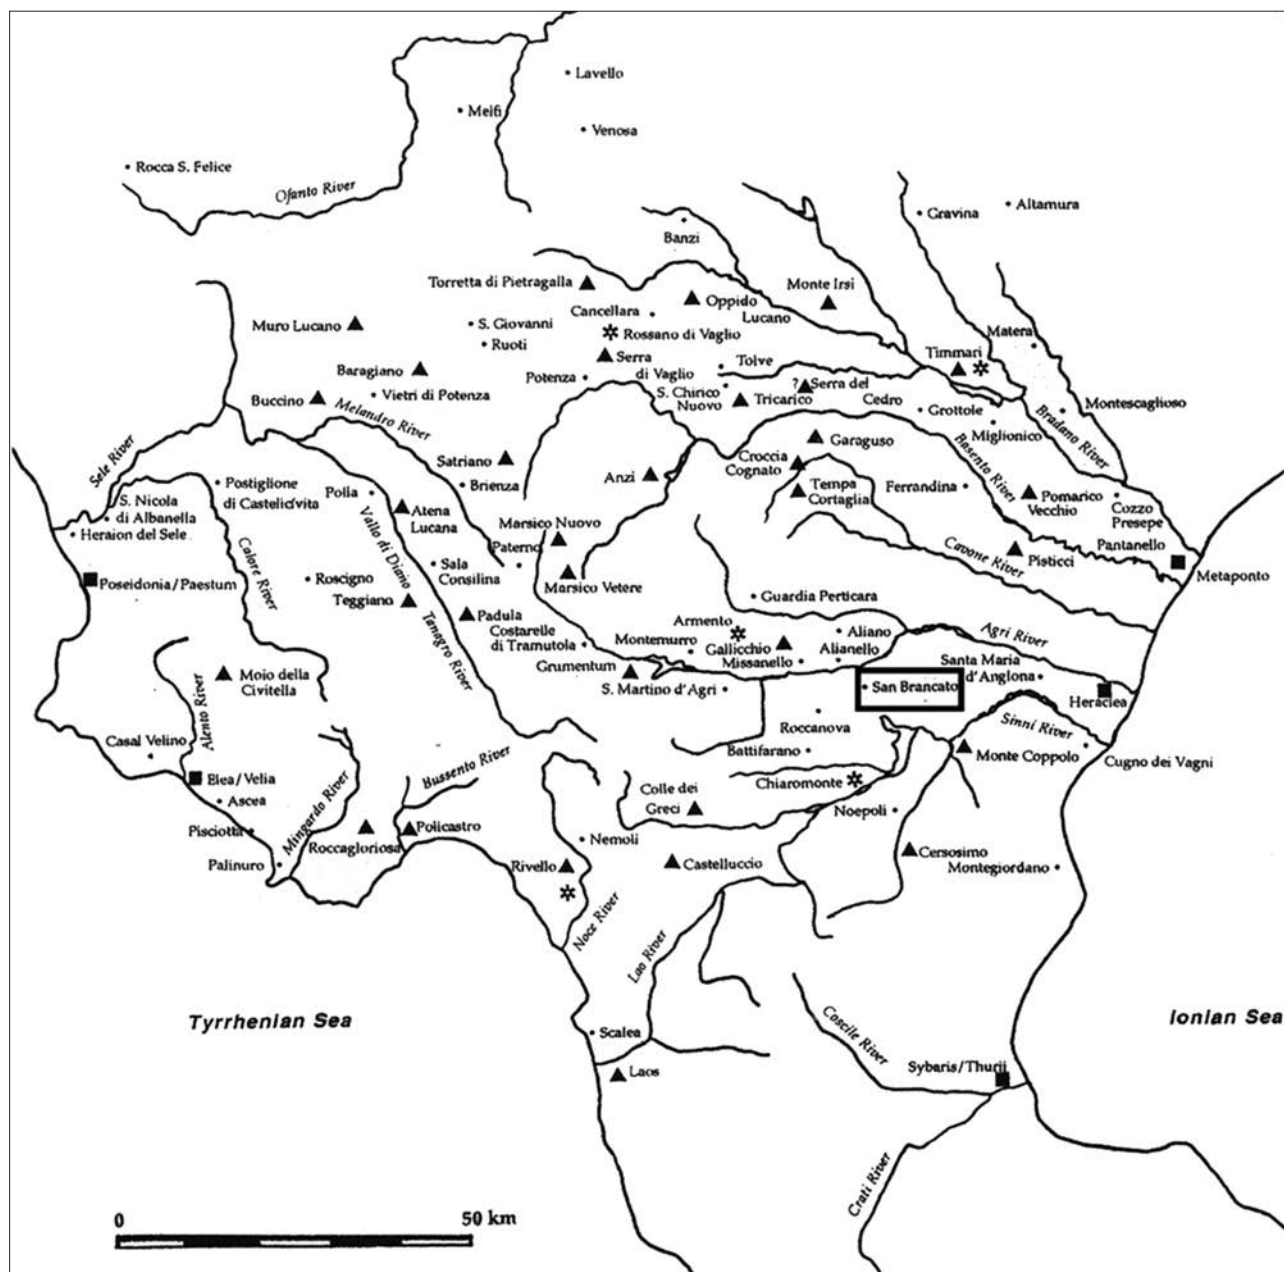 Lavello
Melfi
Venosa
Rocca S. Felice
Ofanto River
Gravina
Altamura
Banzi
Torretta di Pietragalla
Monte Irsi
Oppido
Lucano
Cancellara
Muro Lucano
S. Giovanni
Rossano di Vaglio
Matera
Ruoti
Timmari
Serra
di Vaglio
Tolve
Baragiano
Potenza
S. Chirico
Nuovo
?
Serra del
Cedro
Vietri di Potenza
Tricarico
Buccino
Grottole
Montescaglioso
Melandro River
Miglionico
Bradano River
Garaguso
Sele River
Satriano
Croccia
Cognato
Basento River
Anzi
Postiglione
di Castelcivita
Polla
Brienza
Tempa
Cortaglia
Ferrandina
Pomarico
Vecchio
Cozzo
Presepe
S. Nicola
di Albanella
Atena
Lucana
Heraion del Sele
Marsico Nuovo
Paterno
Vallo di Diano
Calore River
Cavone River
Pantanello
Pisticci
Metaponto
Sala
Consilina
Poseidonia/Paestum
Roscigno
Teggiano
Marsico Vetere
Guardia Perticara
Padula
Costarelle
di Tramutola
Tanagro River
Armento
Aliano
Agri River
Montemurro
Gallicchio
Missanello
Alianello
Santa Maria
d'Anglona
Grumentum
Moio della
Civitella
S. Martino d'Agri
San Brancato
Heraclea
Alento River
Roccanova
Sinni River
Casal Velino
Battifarano
Monte Coppolo
Cugno dei Vagni
Bussento River
Elea/Velia
Chiaromonte
Colle dei
Greci
Ascea
Mingardo River
Noepoli
Pisciotta
Policastro
Roccagloriosa
Nemoli
Palinuro
Rivello
Castelluccio
Cersosimo
Montegiordano
Noce River
Lao River
Tyrrhenian Sea
Ionian Sea
Scalea
Coscile River
Sybaris/Thurii
Laos
Crati River
0
50 km